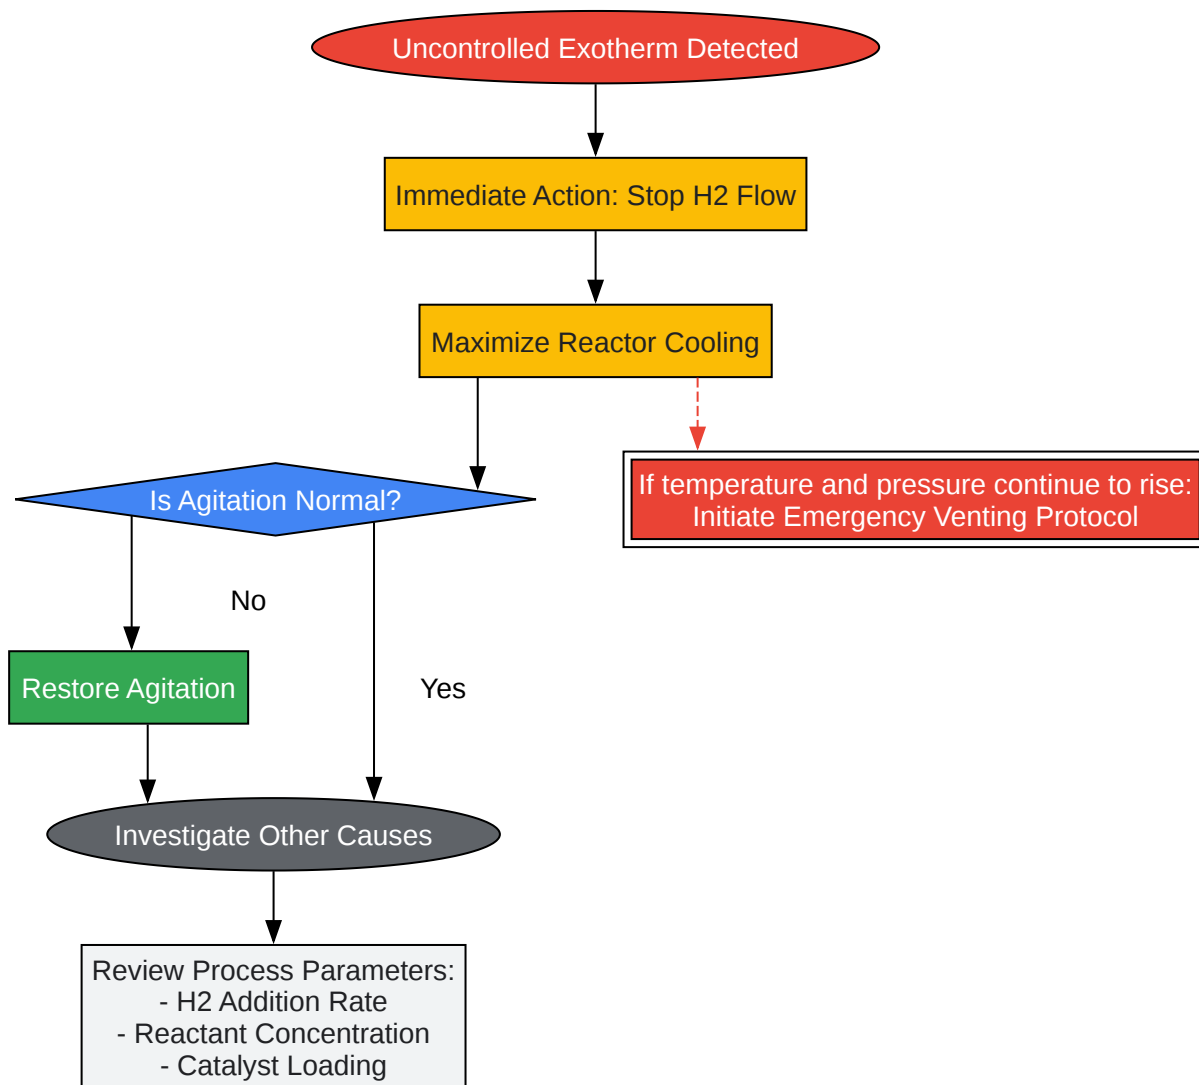 Uncontrolled Exotherm Detected
Immediate Action: Stop H2 Flow
Maximize Reactor Cooling
Is Agitation Normal?
If temperature and pressure continue to rise:
Initiate Emergency Venting Protocol
No
Restore Agitation
Yes
Investigate Other Causes
Review Process Parameters:
- H2 Addition Rate
- Reactant Concentration
- Catalyst Loading